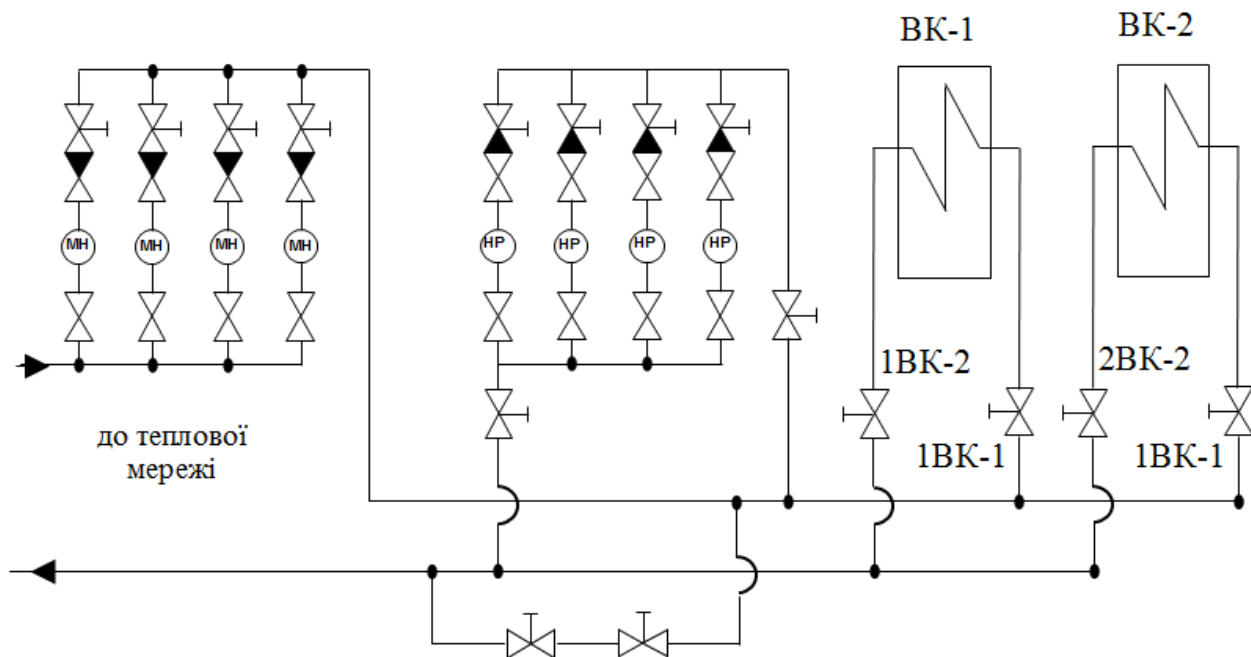 ВК-1
ВК-2
МН
МН
МН
МН
НР
НР
НР
НР
1ВК-2
2ВК-2
до теплової
мережі
1ВК-1
1ВК-1